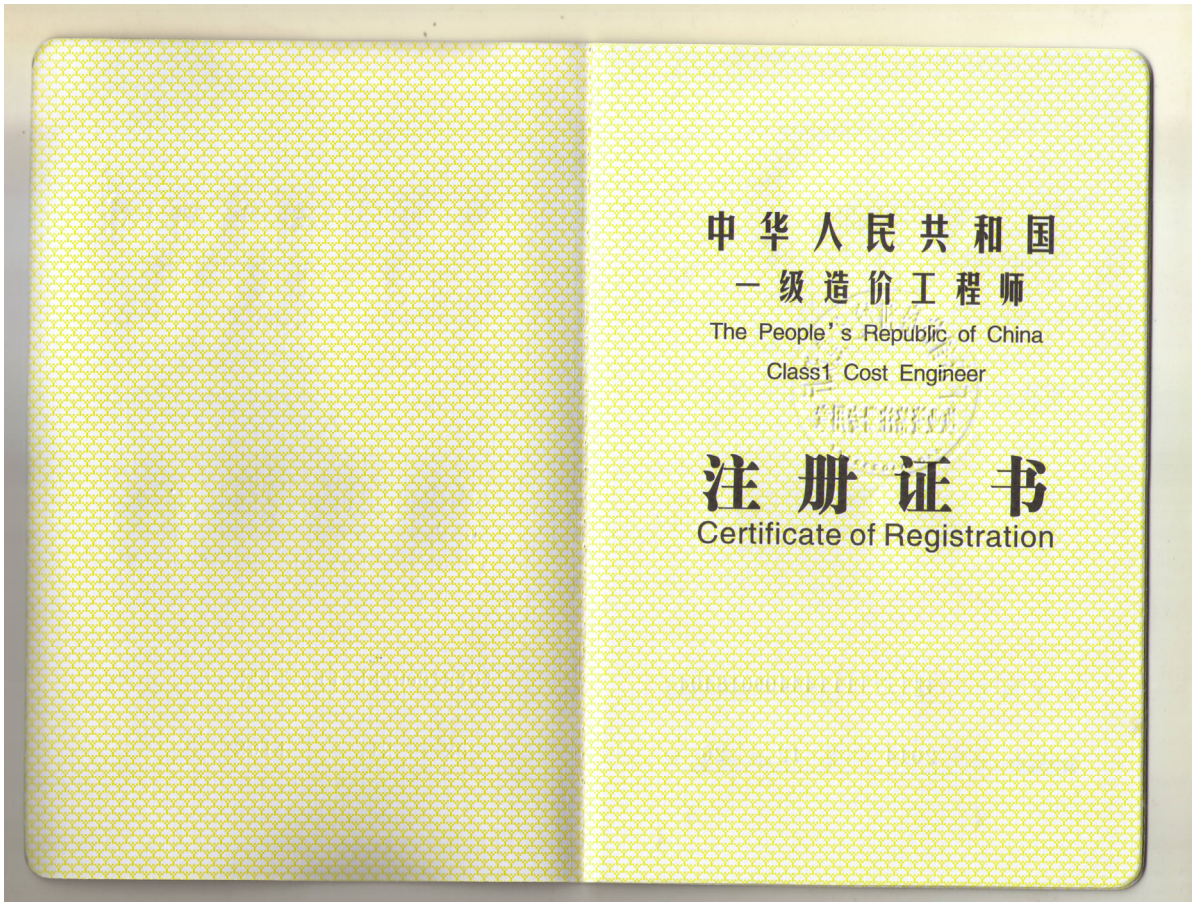 中华人民共和国
一级造价工程师
The People's Republic of China
Class1 Cost Engineer
注册证书
Certificate of Registration